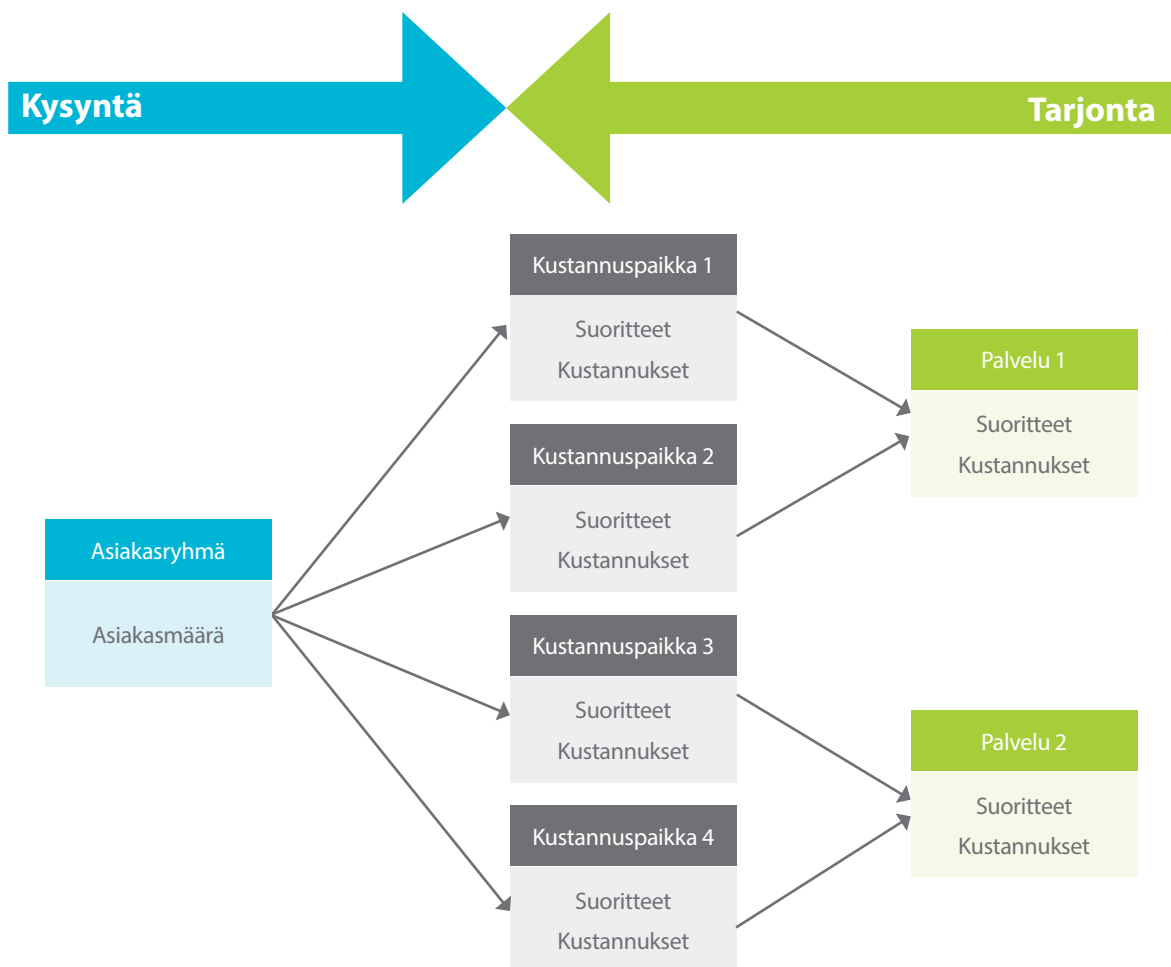 Kysyntä
Tarjonta
Kustannuspaikka 1
Suoritteet
Kustannukset
Palvelu 1
Suoritteet
Kustannukset
Kustannuspaikka 2
Suoritteet
Kustannukset
Asiakasryhmä
Asiakasmäärä
Kustannuspaikka 3
Suoritteet
Kustannukset
Palvelu 2
Suoritteet
Kustannukset
Kustannuspaikka 4
Suoritteet
Kustannukset